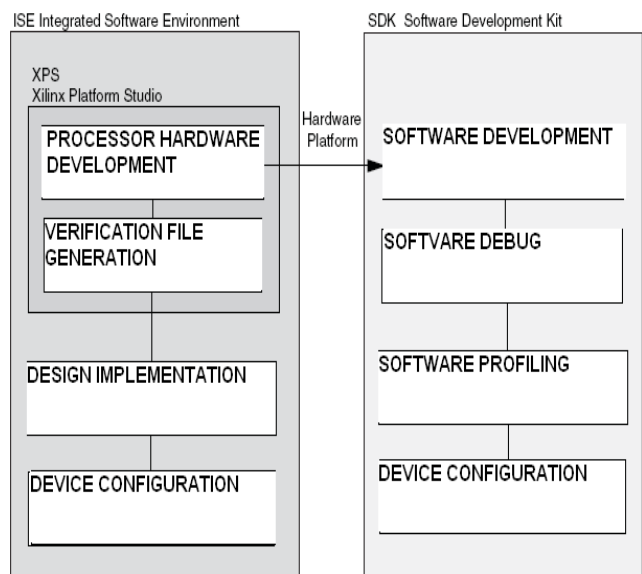 ISE Integrated Software Environment
XPS
Xilinx Platform Studio
PROCESSOR HARDWARE
DEVELOPMENT
VERIFICATION FILE
GENERATION
DESIGN IMPLEMENTATION
DEVICE CONFIGURATION
Hardware
Platform
SDK Software Development Kit
SOFTWARE DEVELOPMENT
SOFTVARE DEBUG
SOFTWARE PROFILING
DEVICE CONFIGURATION